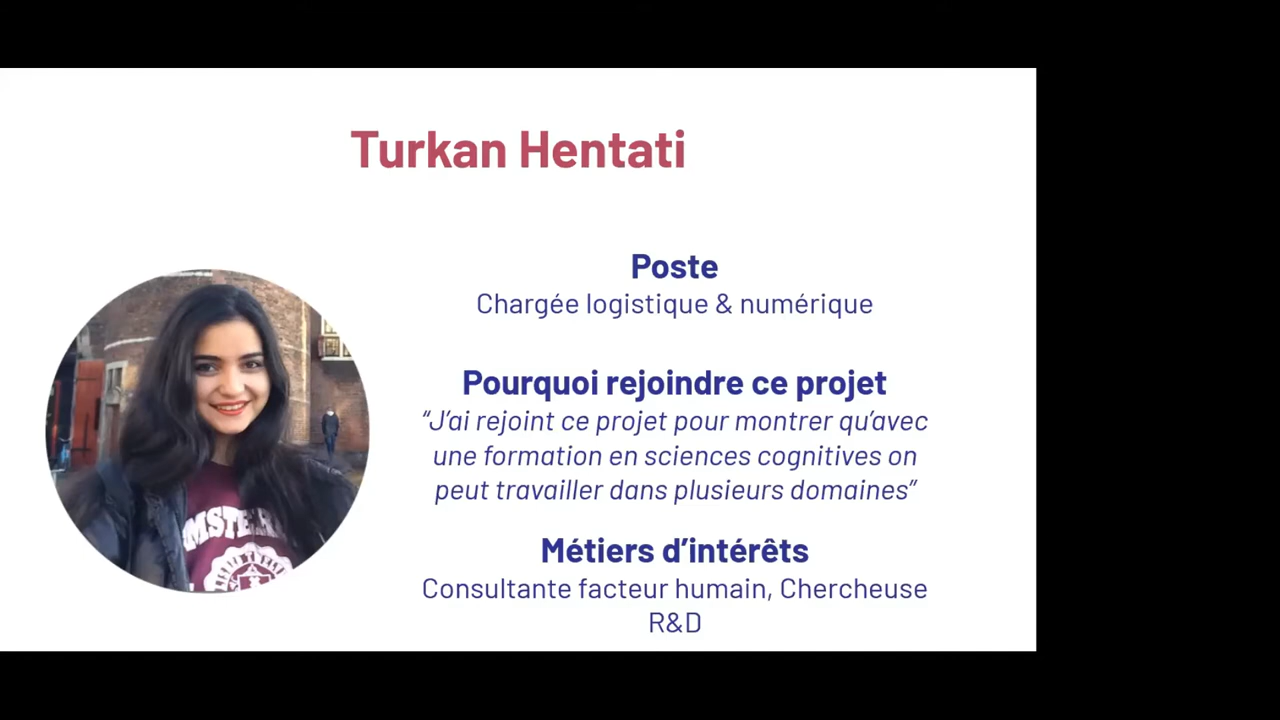 Turkan Hentati
Poste
Chargée logistique & numérique
Pourquoi rejoindre ce projet
“J’ai rejoint ce projet pour montrer qu’avec
une formation en sciences cognitives on
peut travailler dans plusieurs domaines”
Métiers d’intérêts
Consultante facteur humain, Chercheuse
R&D